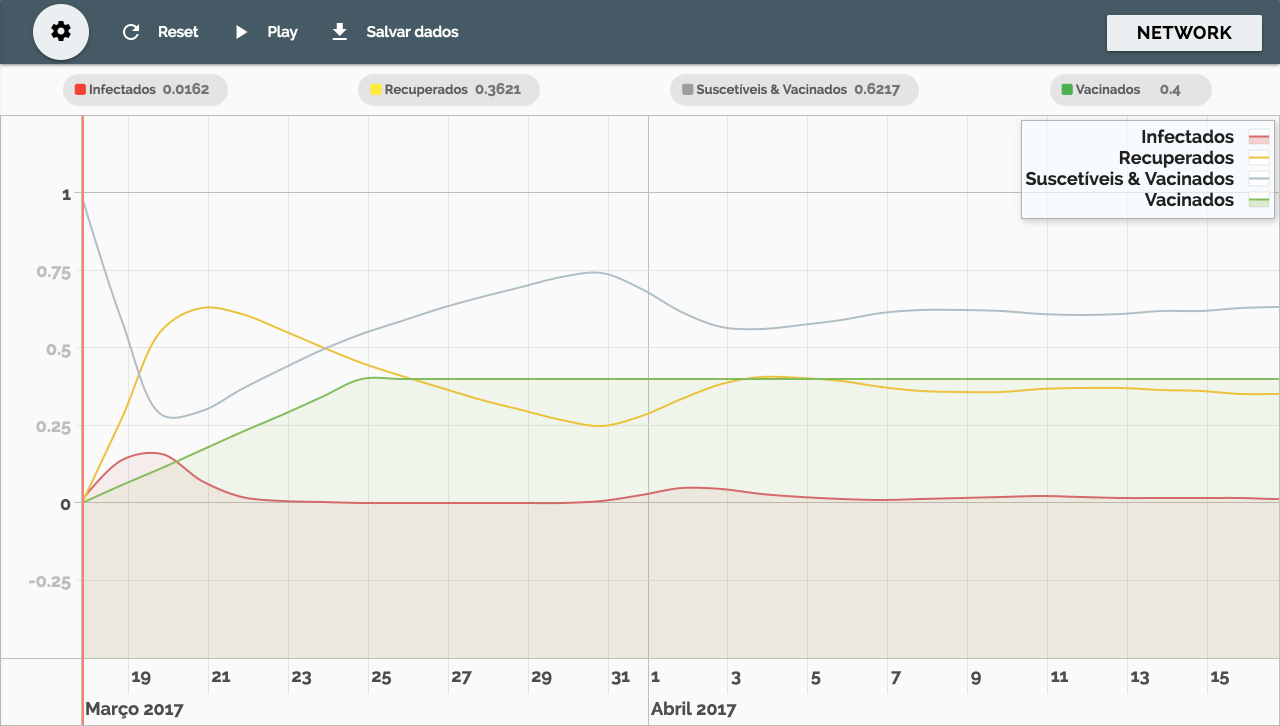 Reset Play Salvar dados NETWORK
Infectados 0.0162 Recuperados 0.3621 Suscetíveis & Vacinados 0.6217 Vacinados 0.4
Infectados
Recuperados
Suscetíveis & Vacinados
Vacinados
1
0.75
0.5
0.25
0
-0.25
19 21 23 25 27 29 31 1 3 5 7 9 11 13 15
Março 2017 Abril 2017